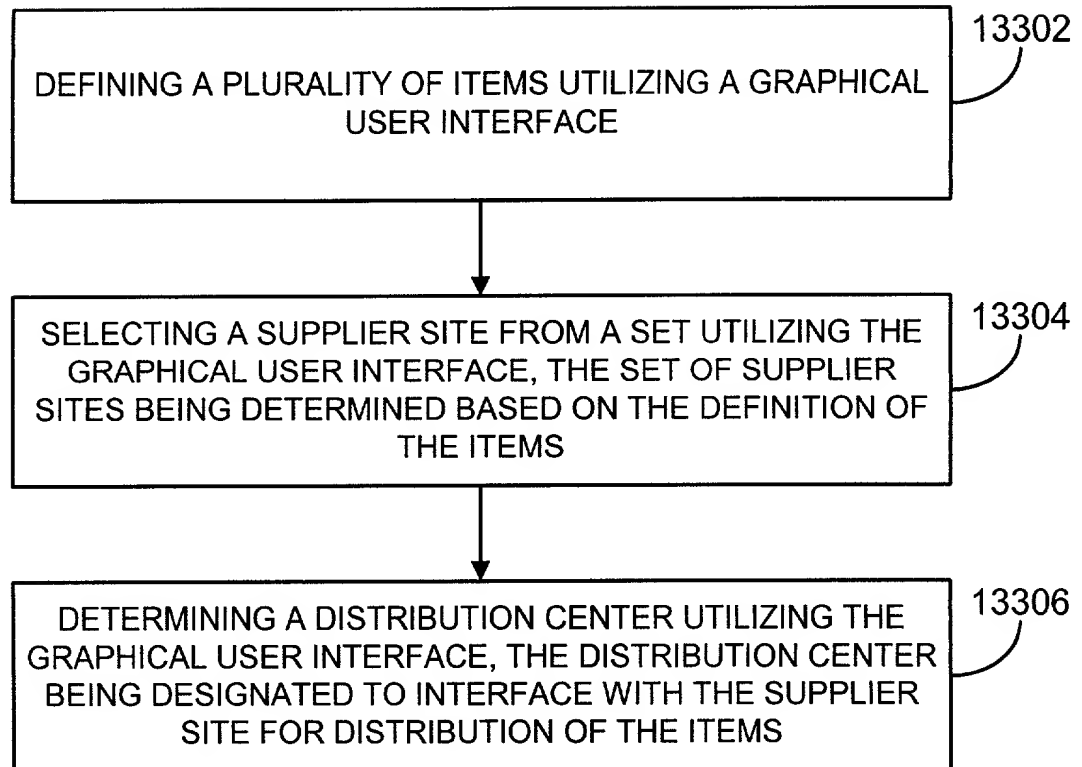 13302
DEFINING A PLURALITY OF ITEMS UTILIZING A GRAPHICAL
USER INTERFACE
13304
SELECTING A SUPPLIER SITE FROM A SET UTILIZING THE
GRAPHICAL USER INTERFACE, THE SET OF SUPPLIER
SITES BEING DETERMINED BASED ON THE DEFINITION OF
THE ITEMS
13306
DETERMINING A DISTRIBUTION CENTER UTILIZING THE
GRAPHICAL USER INTERFACE, THE DISTRIBUTION CENTER
BEING DESIGNATED TO INTERFACE WITH THE SUPPLIER
SITE FOR DISTRIBUTION OF THE ITEMS